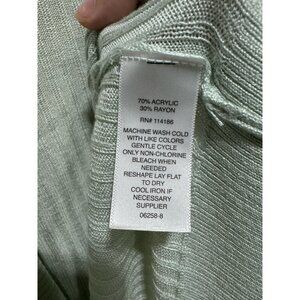 70% ACRYLIC
30% RAYON
RN# 114186
MACHINE WASH COLD
WITH LIKE COLORS
GENTLE CYCLE
ONLY NON-CHLORINE
BLEACH WHEN
NEEDED
RESHAPE LAY FLAT
TO DRY
COOL IRON IF
NECESSARY
SUPPLIER
06258-8